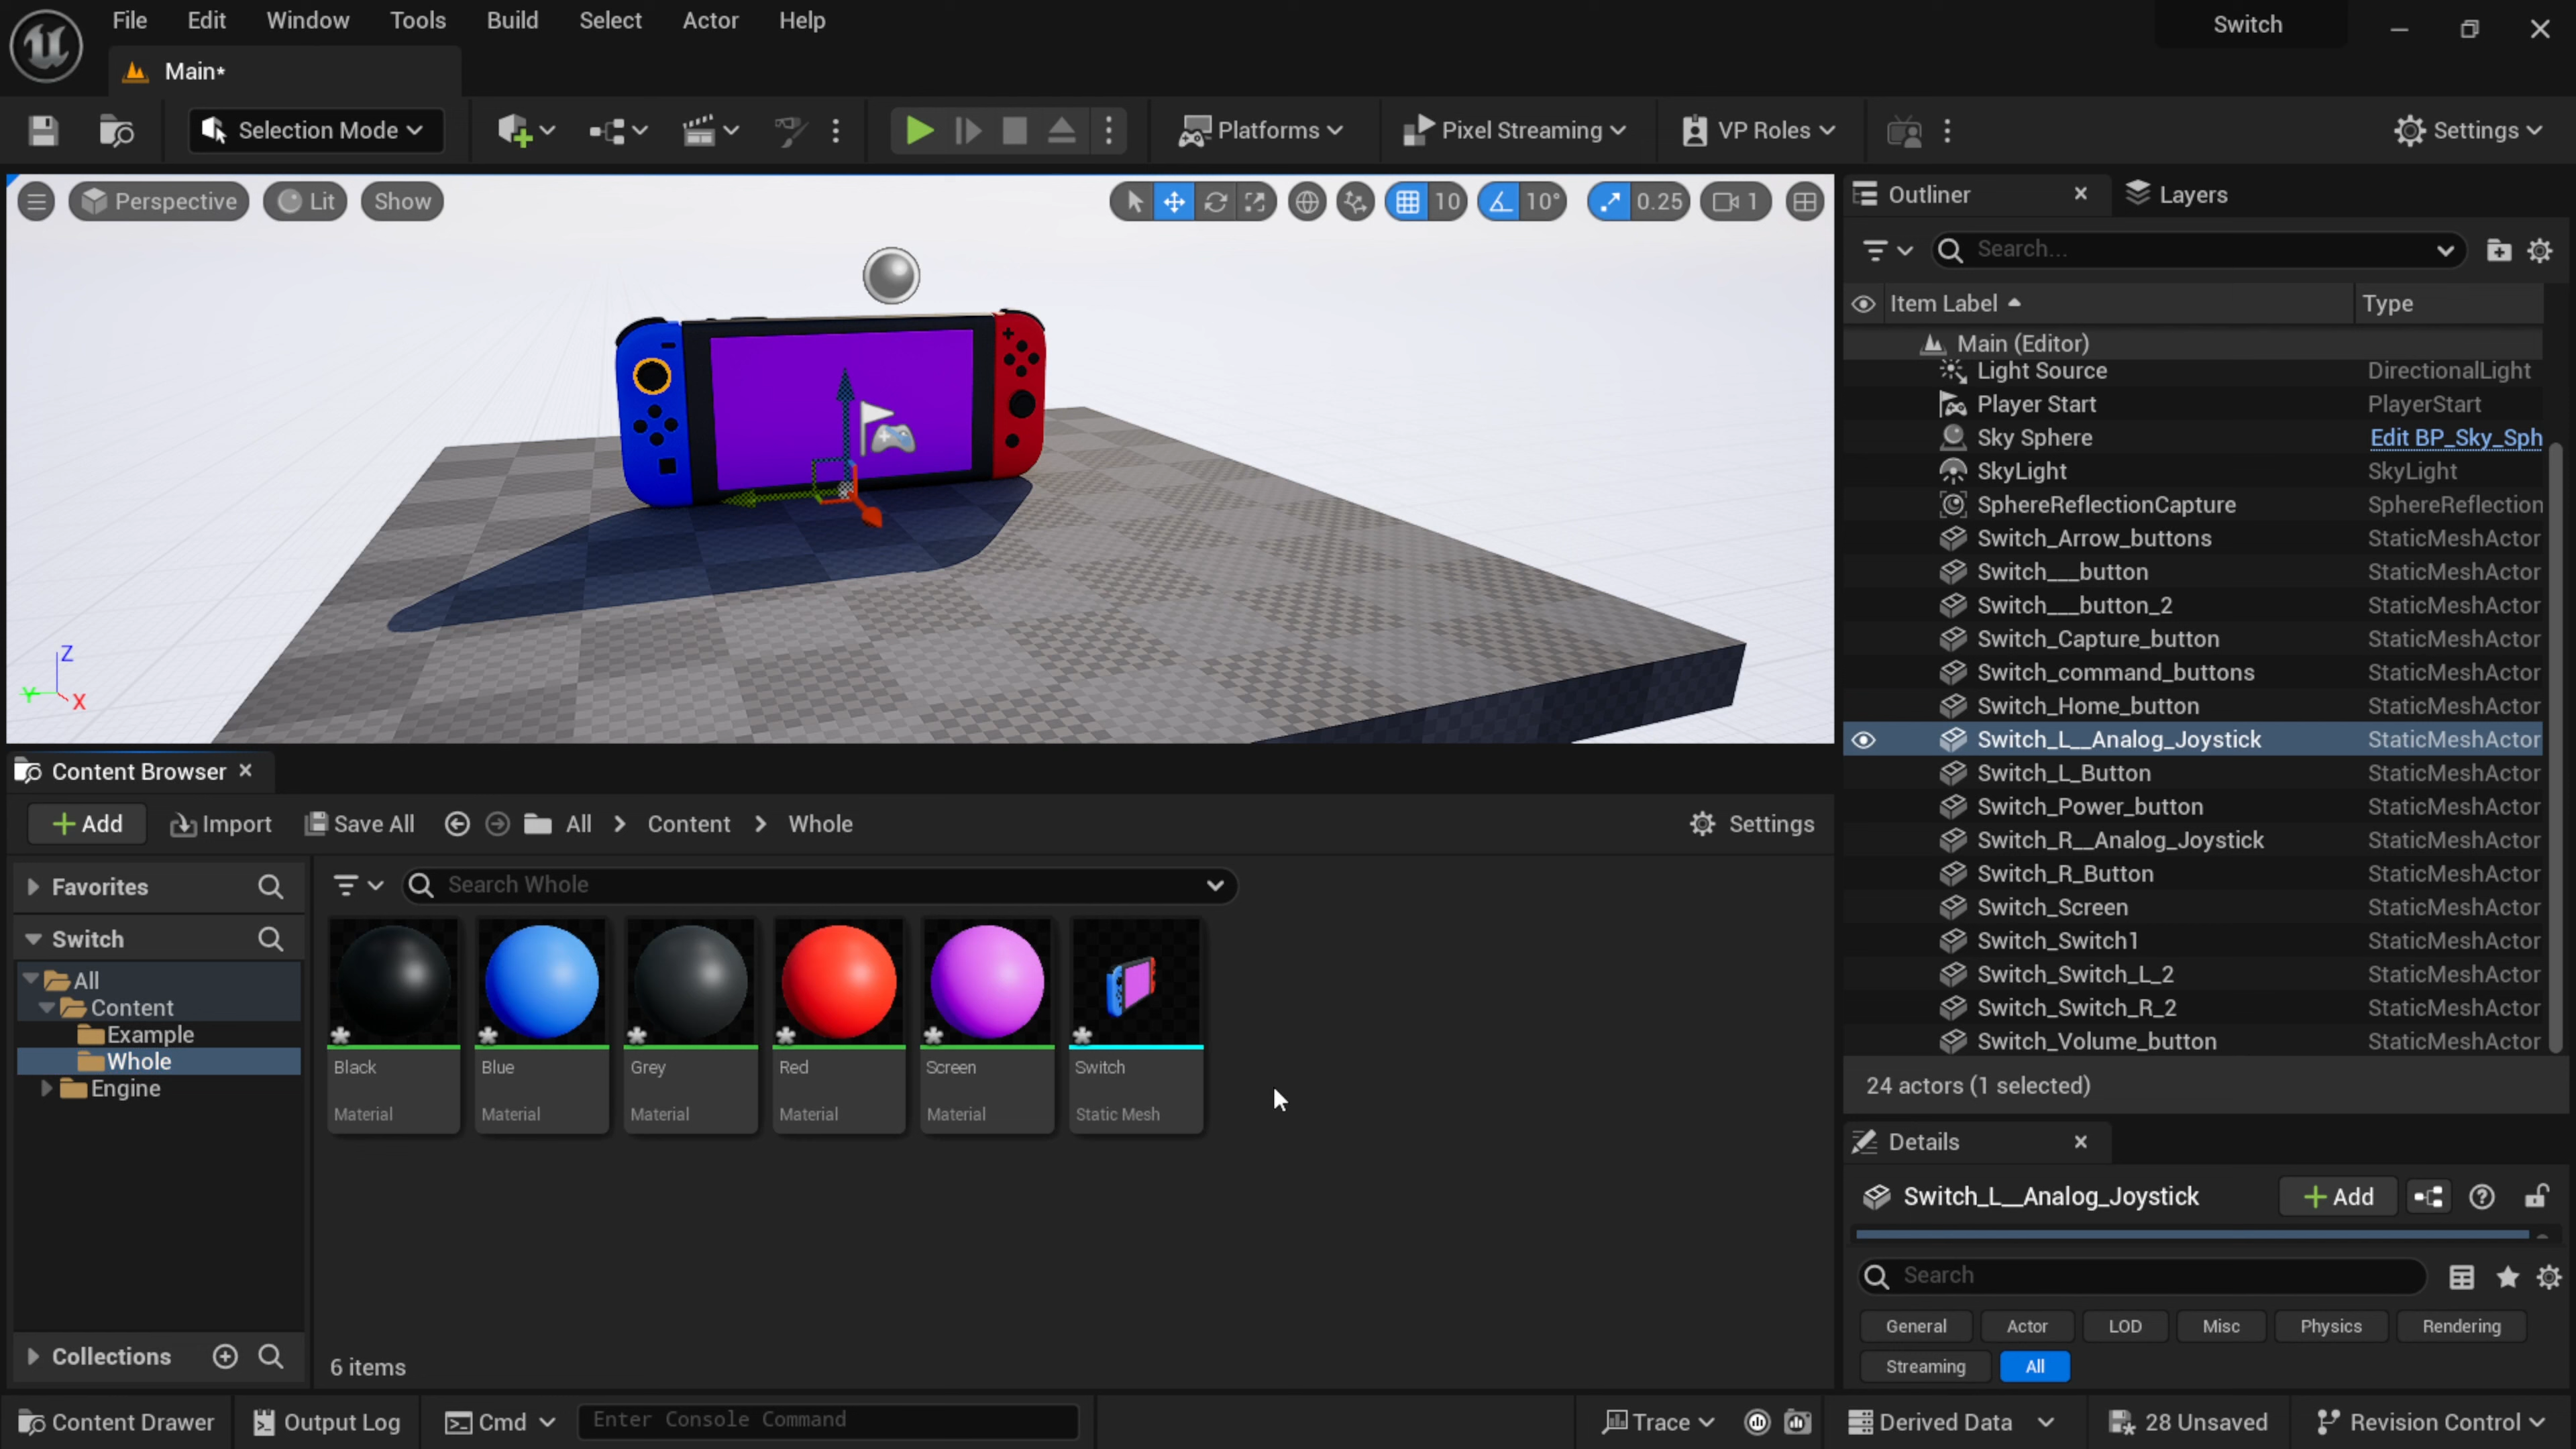 File Edit Window Tools Build Select Actor Help
Switch
Main*
Selection Mode
Platforms
Pixel Streaming
VP Roles
Settings
Perspective Lit Show
10 10° 0.25 1
Z
Y
X
Outliner
Layers
Search...
Item Label Type
Main (Editor)
Light Source DirectionalLight
Player Start PlayerStart
Sky Sphere Edit BP_Sky_Sph
SkyLight SkyLight
SphereReflectionCapture SphereReflection
Switch_Arrow_buttons StaticMeshActor
Switch___button StaticMeshActor
Switch___button_2 StaticMeshActor
Switch_Capture_button StaticMeshActor
Switch_command_buttons StaticMeshActor
Switch_Home_button StaticMeshActor
Switch_L__Analog_Joystick StaticMeshActor
Switch_L_Button StaticMeshActor
Switch_Power_button StaticMeshActor
Switch_R__Analog_Joystick StaticMeshActor
Switch_R_Button StaticMeshActor
Switch_Screen StaticMeshActor
Switch_Switch1 StaticMeshActor
Switch_Switch_L_2 StaticMeshActor
Switch_Switch_R_2 StaticMeshActor
Switch_Volume_button StaticMeshActor
24 actors (1 selected)
Details
Switch_L__Analog_Joystick
Add
Search
General Actor LOD Misc Physics Rendering
Streaming All
Content Browser
Add Import Save All All > Content > Whole
Settings
Favorites
Switch
All
Content
Example
Whole
Engine
Collections
Search Whole
Black Blue Grey Red Screen Switch
Material Material Material Material Material Static Mesh
6 items
Content Drawer
Output Log
Cmd
Enter Console Command
Trace
Derived Data
28 Unsaved
Revision Control